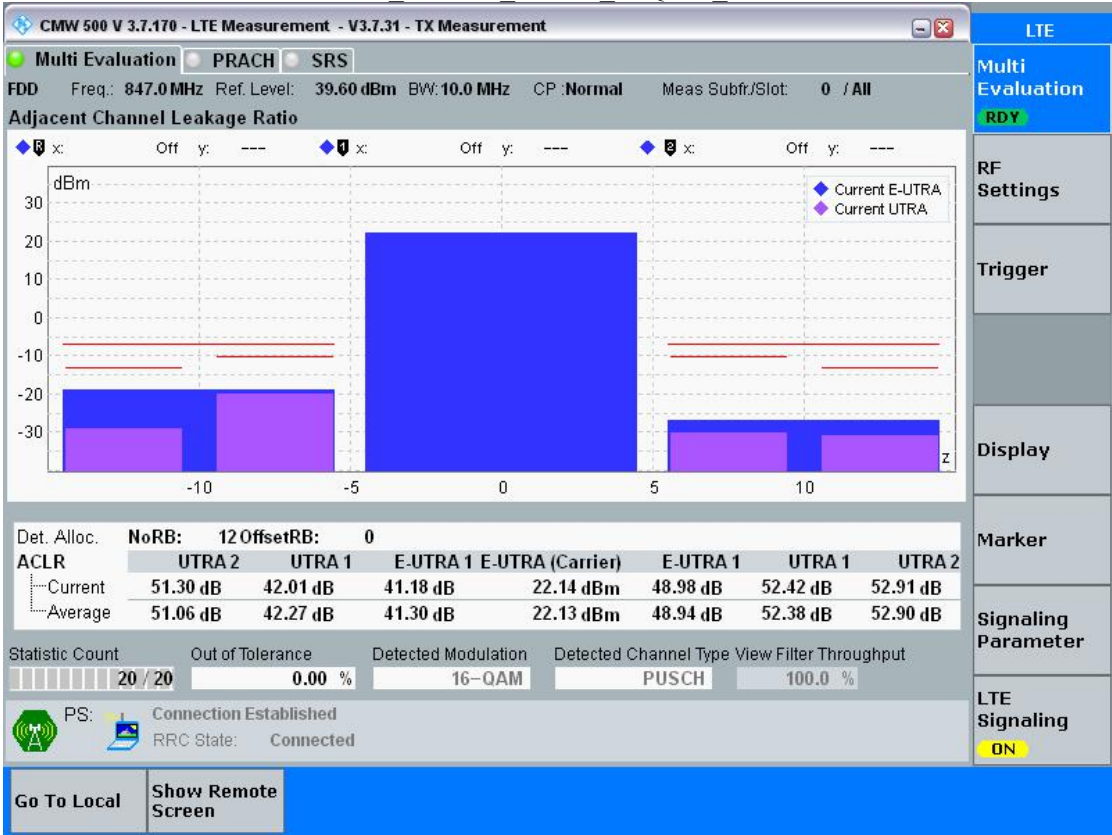 CMW 500 V 3.7.170 - LTE Measurement - V3.7.31 - TX Measurement
LTE
Multi Evaluation PRACH SRS
FDD Freq.: 847.0 MHz Ref. Level: 39.60 dBm BW: 10.0 MHz CP :Normal Meas Subfr./Slot: 0 / All
Adjacent Channel Leakage Ratio
R x: Off y: --- 1 x: Off y: --- 2 x: Off y: ---
dBm
Current E-UTRA
Current UTRA
30
20
10
0
-10
-20
-30
z
-10 -5 0 5 10
Det. Alloc. NoRB: 12 OffsetRB: 0
ACLR UTRA 2 UTRA 1 E-UTRA 1 E-UTRA (Carrier) E-UTRA 1 UTRA 1 UTRA 2
Current 51.30 dB 42.01 dB 41.18 dB 22.14 dBm 48.98 dB 52.42 dB 52.91 dB
Average 51.06 dB 42.27 dB 41.30 dB 22.13 dBm 48.94 dB 52.38 dB 52.90 dB
Statistic Count Out of Tolerance Detected Modulation Detected Channel Type View Filter Throughput
20 / 20 0.00 % 16-QAM PUSCH 100.0 %
PS: Connection Established
RRC State: Connected
Multi
Evaluation
RDY
RF
Settings
Trigger
Display
Marker
Signaling
Parameter
LTE
Signaling
ON
Go To Local
Show Remote
Screen